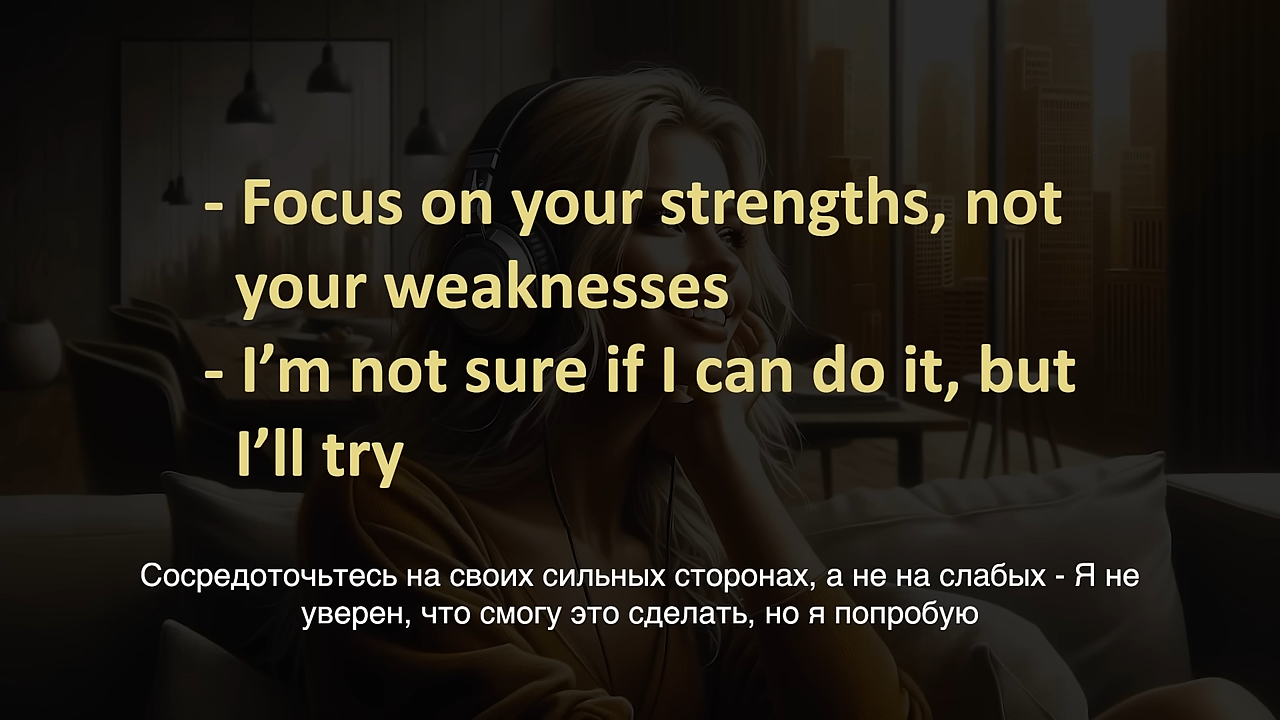 - Focus on your strengths, not
your weaknesses
- I’m not sure if I can do it, but
I’ll try
Сосредоточьтесь на своих сильных сторонах, а не на слабых - Я не
уверен, что смогу это сделать, но я попробую